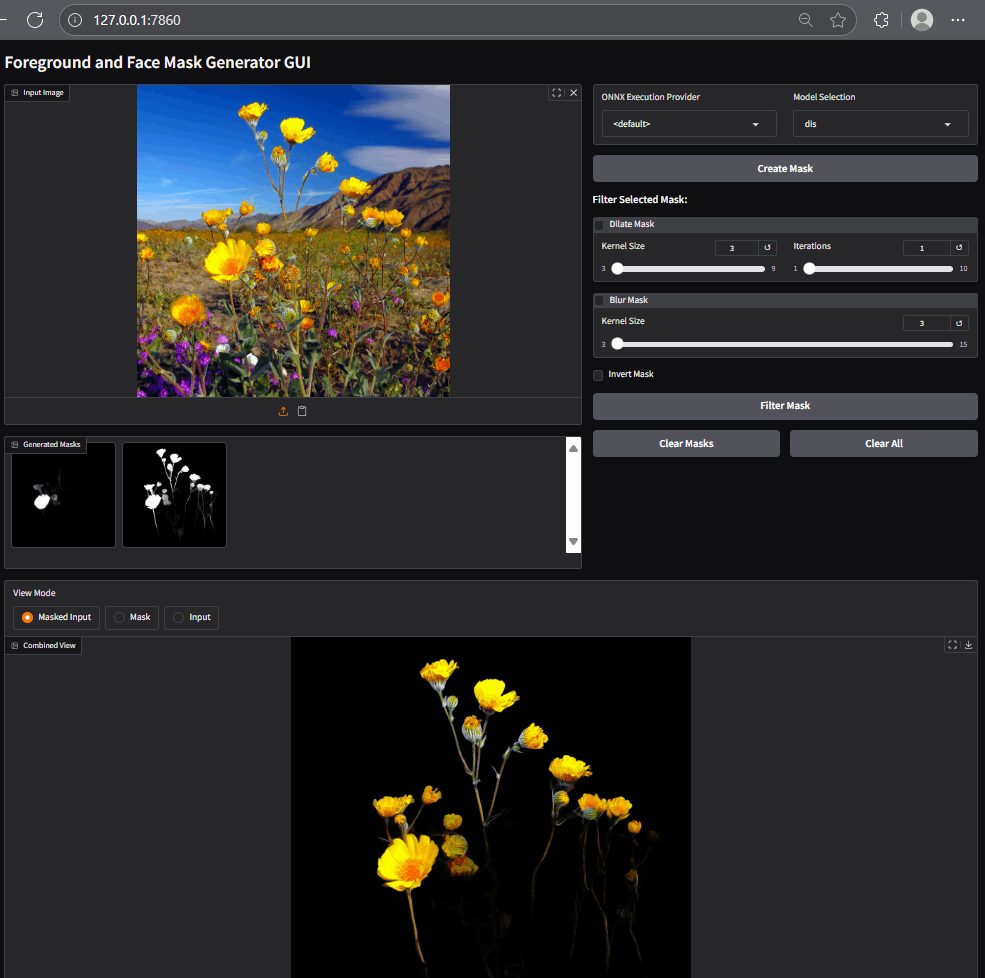 127.0.0.1:7860
Foreground and Face Mask Generator GUI
Input Image
ONNX Execution Provider
Model Selection
<default>
dis
Create Mask
Filter Selected Mask:
Dilate Mask
Kernel Size
3
Iterations
1
3
9
1
10
Blur Mask
Kernel Size
3
3
15
Invert Mask
Filter Mask
Clear Masks
Clear All
Generated Masks
View Mode
Masked Input
Mask
Input
Combined View